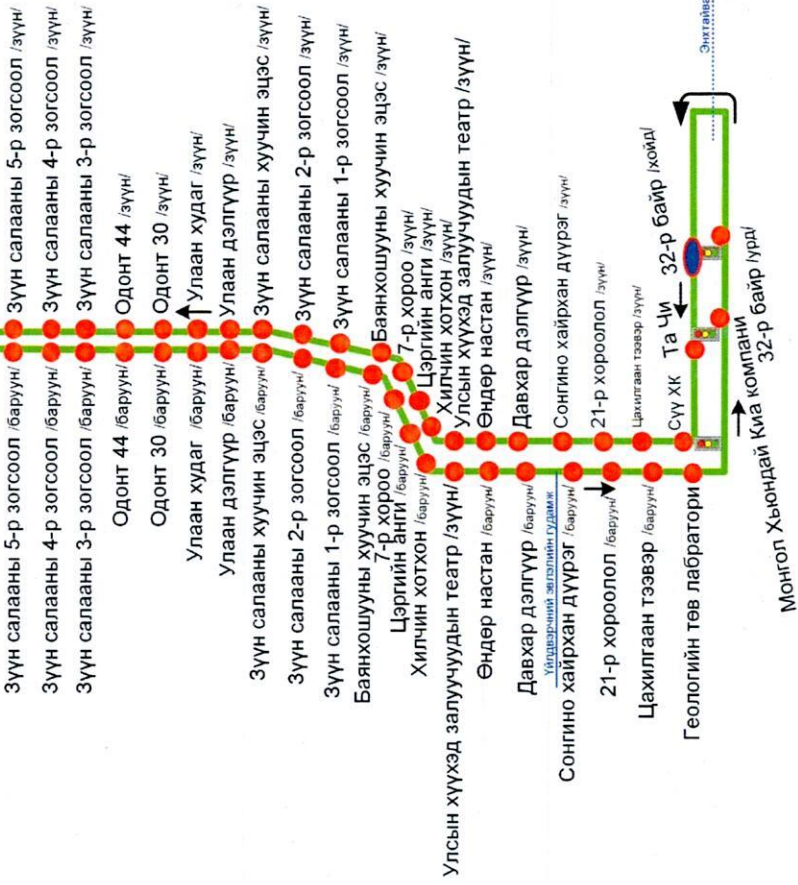 Зүүн салааны 5-р зогсоол /баруун/
Зүүн салааны 5-р зогсоол /зүүн/
Зүүн салааны 4-р зогсоол /баруун/
Зүүн салааны 4-р зогсоол /зүүн/
Зүүн салааны 3-р зогсоол /баруун/
Зүүн салааны 3-р зогсоол /зүүн/
Одонт 44 /баруун/
Одонт 44 /зүүн/
Одонт 30 /баруун/
Одонт 30 /зүүн/
Улаан худаг /баруун/
Улаан худаг /зүүн/
Улаан дэлгүүр /баруун/
Улаан дэлгүүр /зүүн/
Зүүн салааны хуучин эцэс /баруун/
Зүүн салааны хуучин эцэс /зүүн/
Зүүн салааны 2-р зогсоол /баруун/
Зүүн салааны 2-р зогсоол /зүүн/
Зүүн салааны 1-р зогсоол /баруун/
Зүүн салааны 1-р зогсоол /зүүн/
Баянхошууны хуучин эцэс /баруун/
Баянхошууны хуучин эцэс /зүүн/
7-р хороо /баруун/
7-р хороо /зүүн/
Цэргийн анги /баруун/
Цэргийн анги /зүүн/
Хилчин хотхон /баруун/
Хилчин хотхон /зүүн/
Улсын хүүхэд залуучуудын театр /зүүн/
Улсын хүүхэд залуучуудын театр /зүүн/
Өндөр настан /баруун/
Өндөр настан /зүүн/
Давхар дэлгүүр /баруун/
Давхар дэлгүүр /зүүн/
Үйлдвэрчний эвлэлийн гудамж
Сонгино хайрхан дүүрэг /баруун/
Сонгино хайрхан дүүрэг /зүүн/
21-р хороолол /баруун/
21-р хороолол /зүүн/
Цахилгаан тээвэр /баруун/
Цахилгаан тээвэр /зүүн/
Геологийн төв лабратори
Сүү ХК
Та Чи
32-р байр /хойд/
Монгол Хьюндай Киа компани
32-р байр /урд/